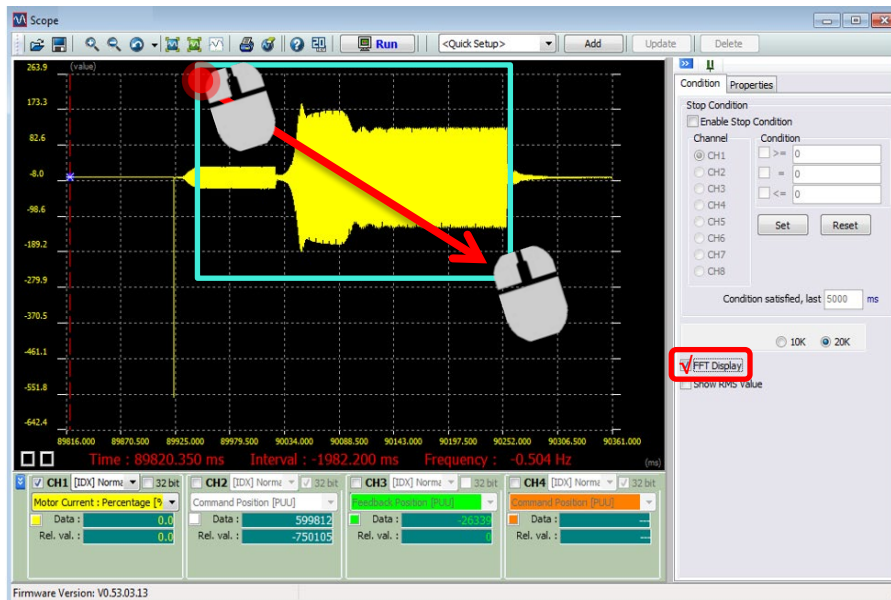 Scope
Run <Quick Setup> Add Update Delete
Condition Properties
Stop Condition
Enable Stop Condition
Channel Condition
CH1 >= 0
CH2 = 0
CH3 <= 0
CH4
CH5 Set Reset
CH6
CH7
CH8
Condition satisfied, last 5000 ms
10K 20K
FFT Display
Show RMS Value
(value)
263.9
173.3
82.6
-8.0
-98.6
-189.2
-279.9
-370.5
-461.1
-551.8
-642.4
89816.000 89870.500 89925.000 89979.500 90034.000 90088.500 90143.000 90197.500 90252.000 90306.500 90361.000
Time : 89820.350 ms Interval : -1982.200 ms Frequency : -0.504 Hz (ms)
CH1 [IDX] Norma 32 bit CH2 [IDX] Norma 32 bit CH3 [IDX] Norma 32 bit CH4 [IDX] Norma 32 bit
Motor Current : Percentage [% Command Position [PUU] Feedback Position [PUU] Command Position [PUU]
Data : 0.0 Data : 599812 Data : -26339 Data : ---
Rel. val. : 0.0 Rel. val. : -750105 Rel. val. : 0 Rel. val. : ---
Firmware Version: V0.53.03.13